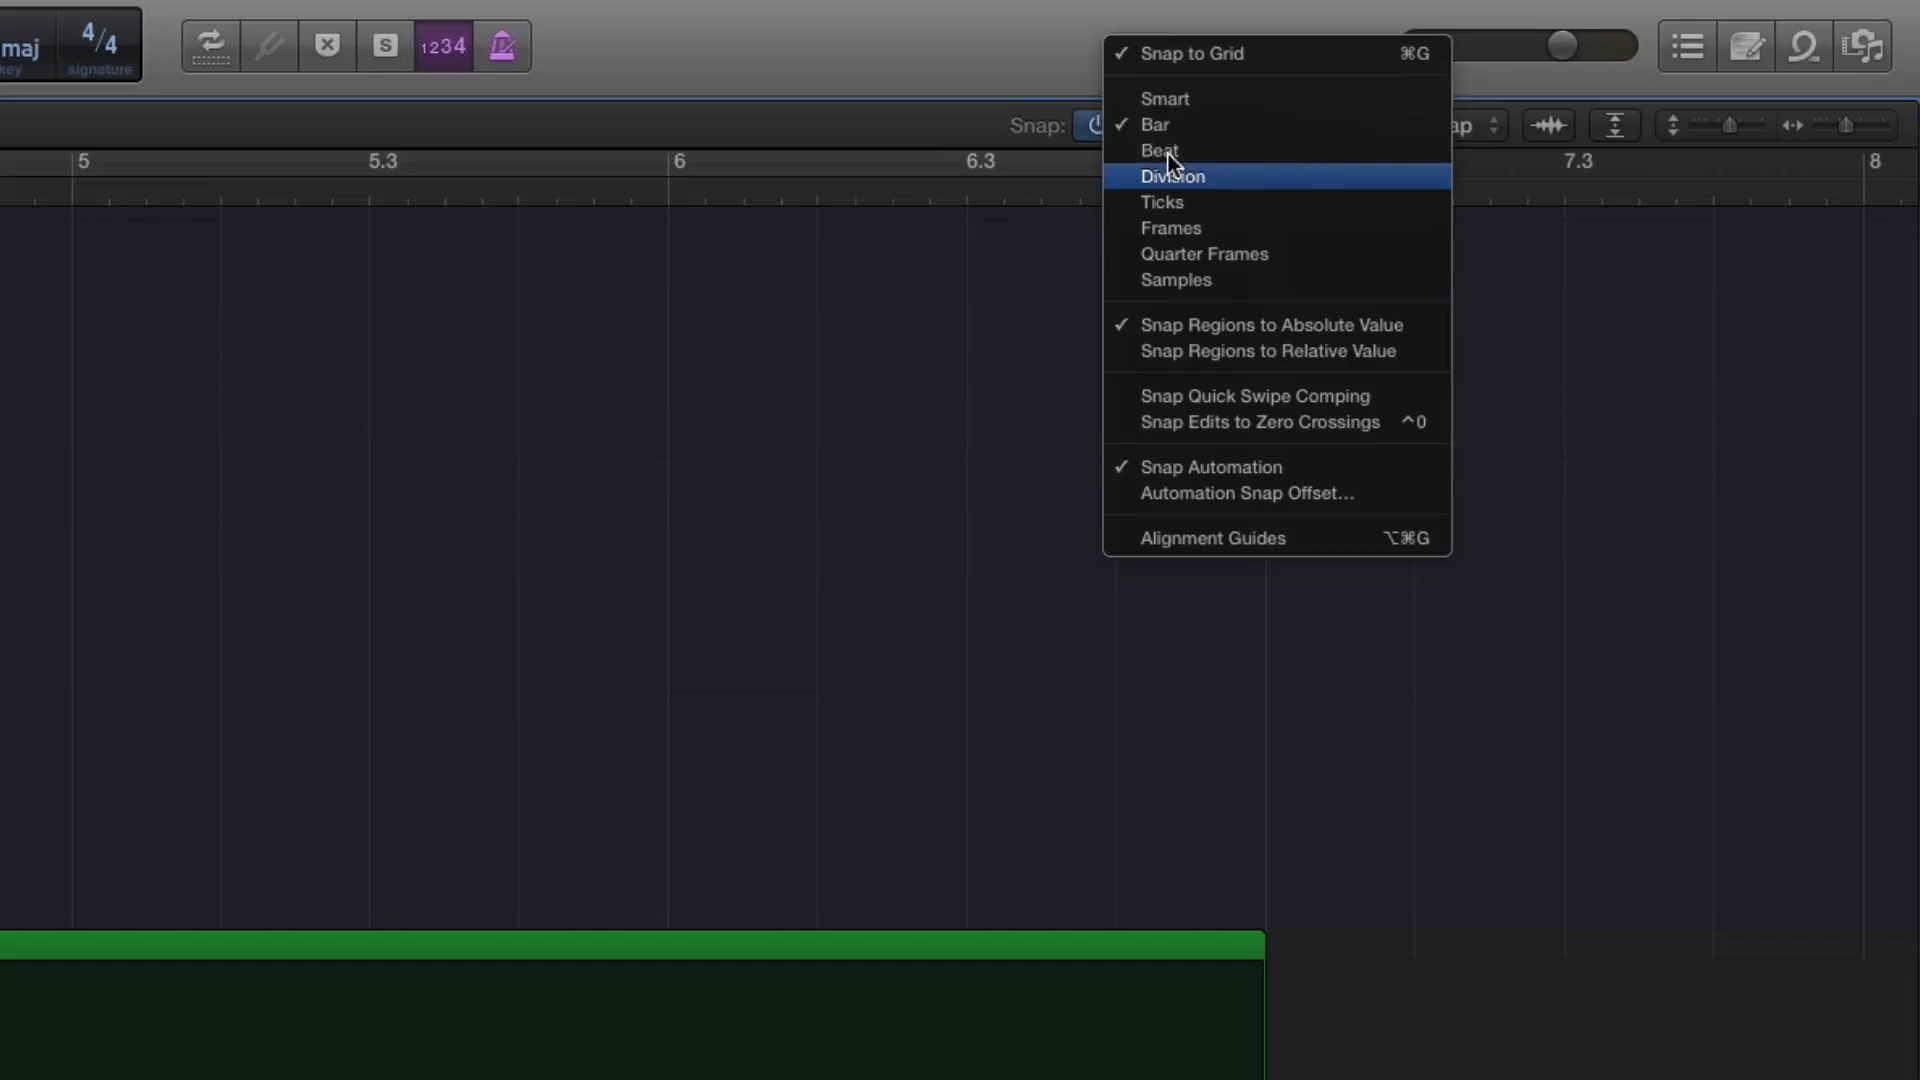 maj
key
4/4
signature
S
1234
Snap:
ap
✓ Snap to Grid ⌘G
Smart
✓ Bar
Beat
Division
Ticks
Frames
Quarter Frames
Samples
✓ Snap Regions to Absolute Value
Snap Regions to Relative Value
Snap Quick Swipe Comping
Snap Edits to Zero Crossings ^0
✓ Snap Automation
Automation Snap Offset...
Alignment Guides ⌥⌘G
5 5.3 6 6.3 7.3 8